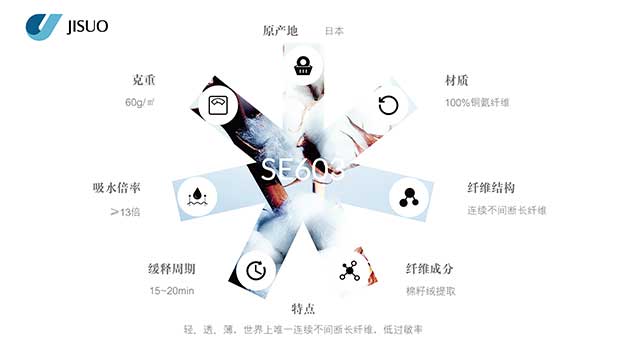 JISUO
原产地 日本
克重
60g/㎡
材质
100%铜氨纤维
SE603
吸水倍率
≥13倍
纤维结构
连续不间断长纤维
缓释周期
15~20min
纤维成分
棉籽绒提取
特点
轻、透、薄、世界上唯一连续不间断长纤维、低过敏率